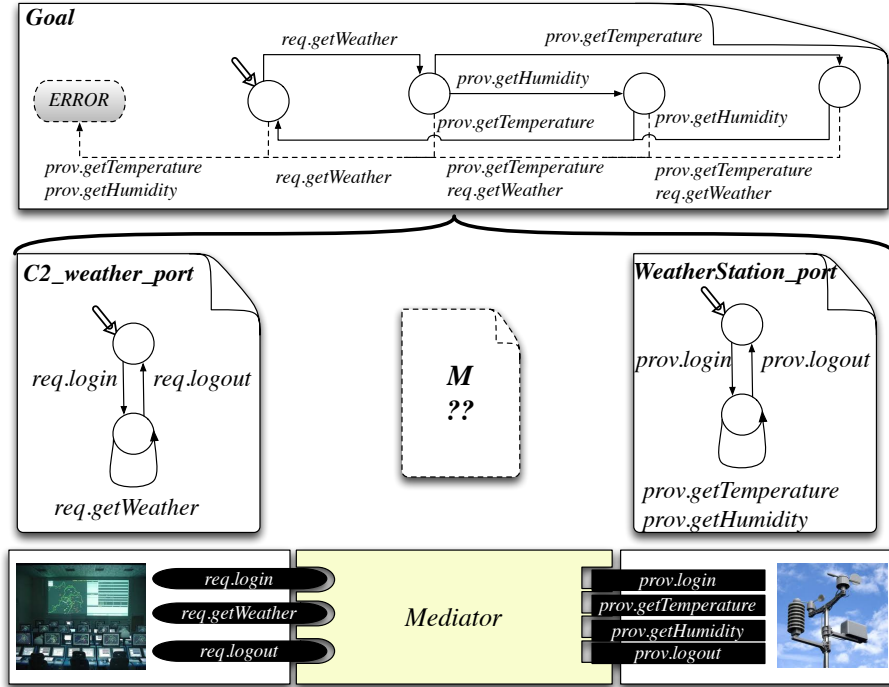 Goal
req.getWeather
prov.getTemperature
prov.getHumidity
ERROR
prov.getTemperature
prov.getHumidity
prov.getTemperature
prov.getHumidity
req.getWeather
prov.getTemperature
req.getWeather
prov.getTemperature
req.getWeather
C2_weather_port
req.login
req.logout
req.getWeather
M
??
WeatherStation_port
prov.login
prov.logout
prov.getTemperature
prov.getHumidity
req.login
req.getWeather
req.logout
Mediator
prov.login
prov.getTemperature
prov.getHumidity
prov.logout